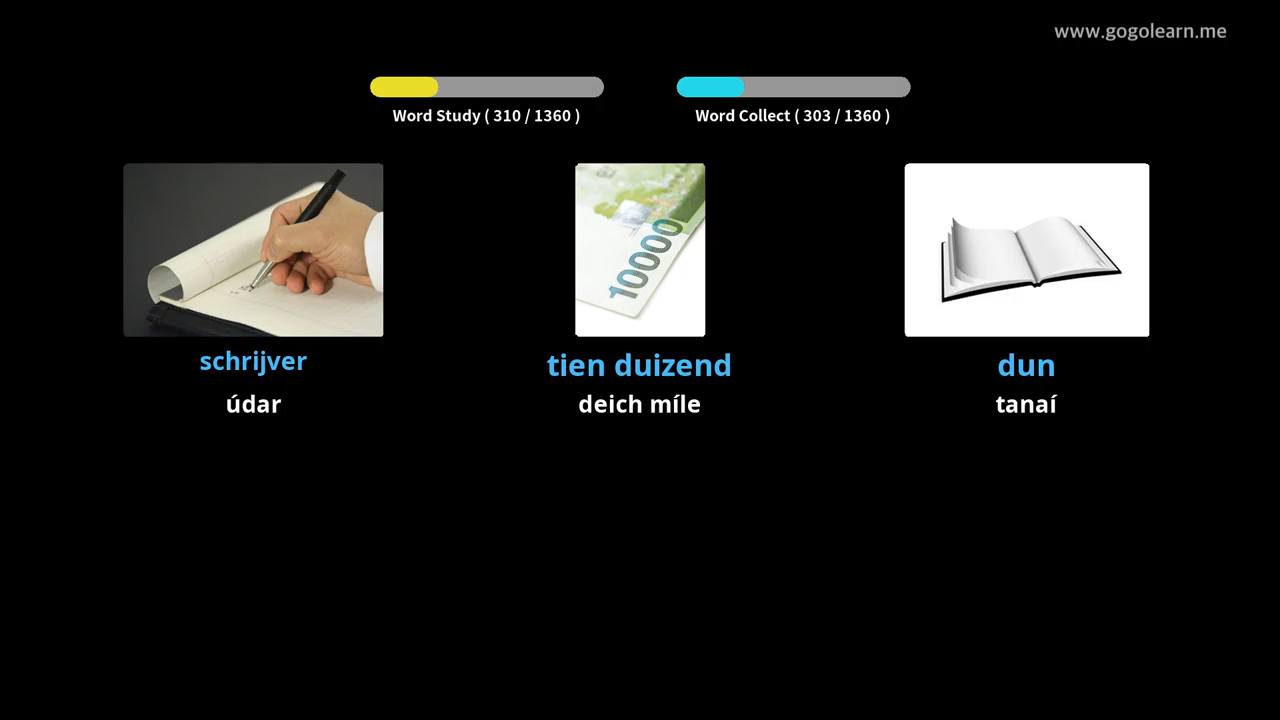 www.gogolearn.me
Word Study ( 310 / 1360 )
Word Collect ( 303 / 1360 )
10000
schrijver
tien duizend
dun
údar
deich míle
tanaí